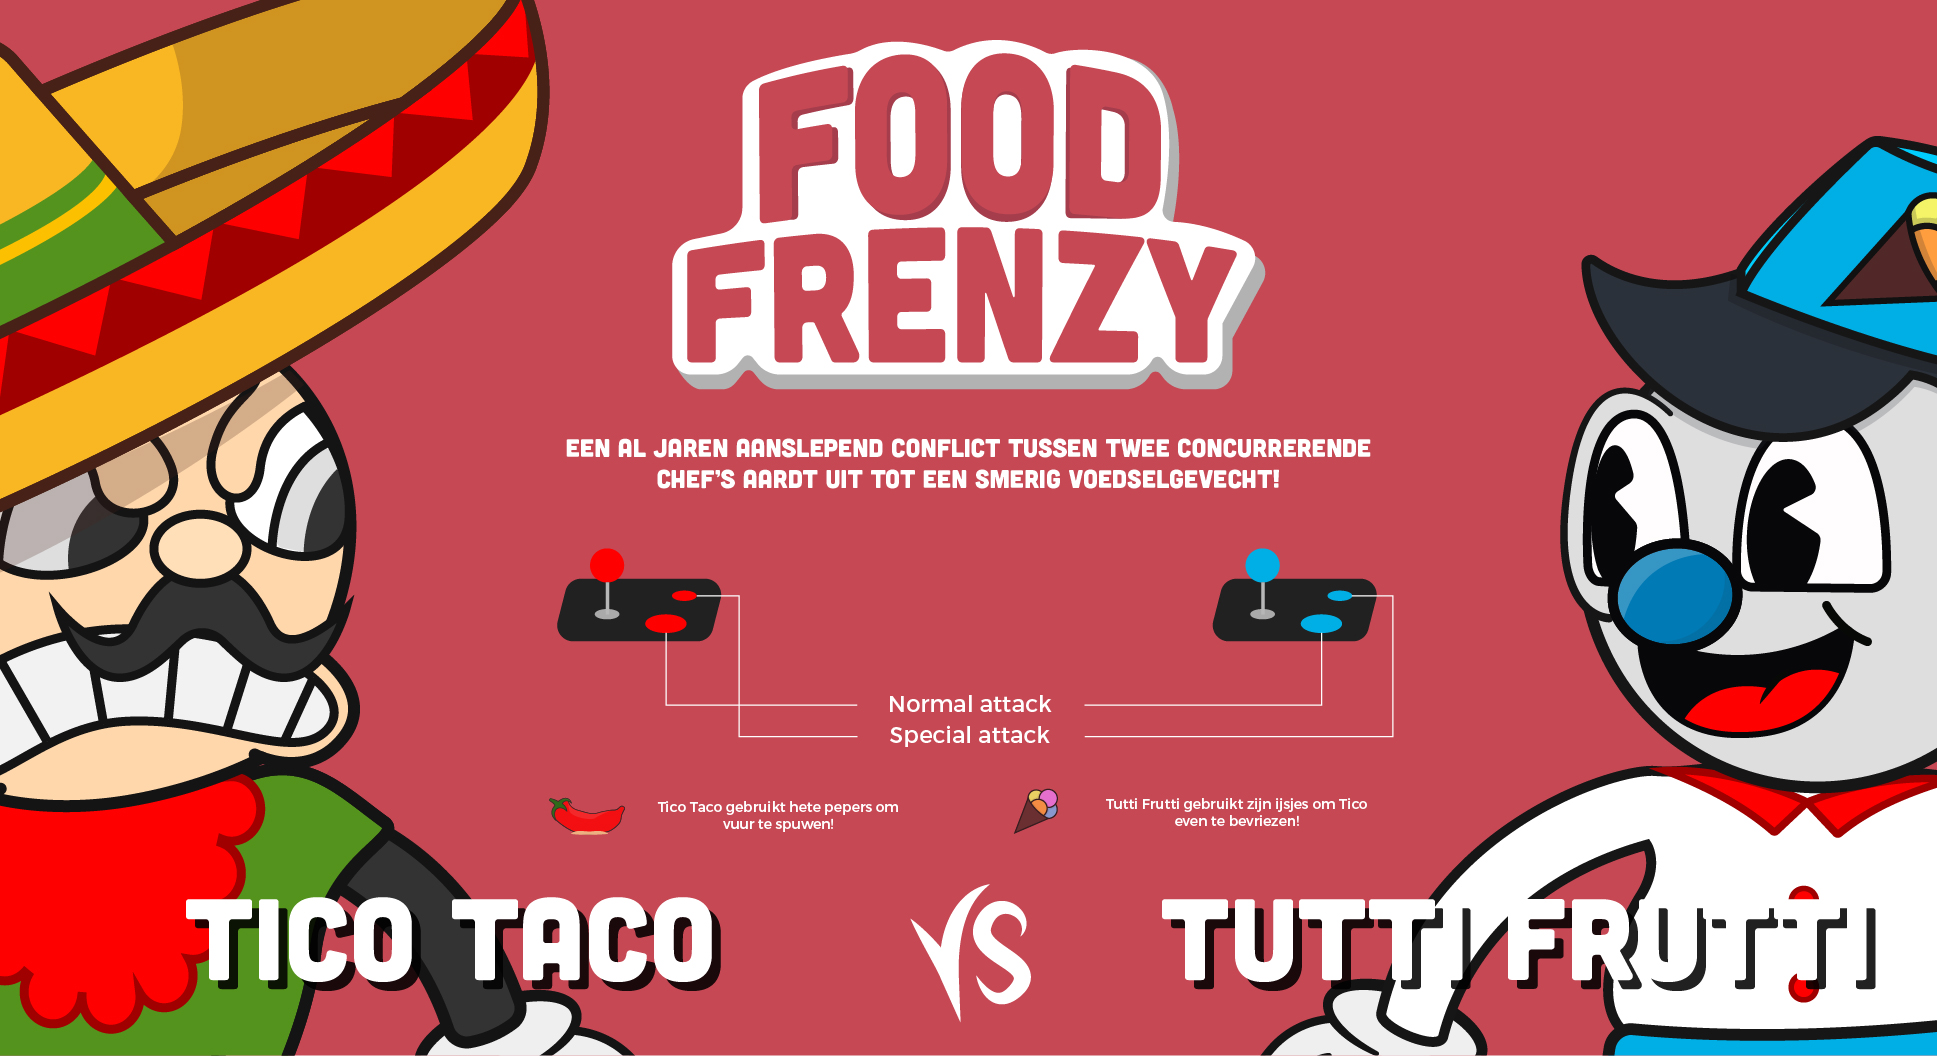 FOOD
FRENZY
EEN AL JAREN AANSLEPEND CONFLICT TUSSEN TWEE CONCURRERENDE
CHEF'S AARDT UIT TOT EEN SMERIG VOEDSELGEVECHT!
Normal attack
Special attack
Tico Taco gebruikt hete pepers om
vuur te spuwen!
Tutti Frutti gebruikt zijn ijsjes om Tico
even te bevriezen!
TICO TACO
VS
TUTTI FRUTTI